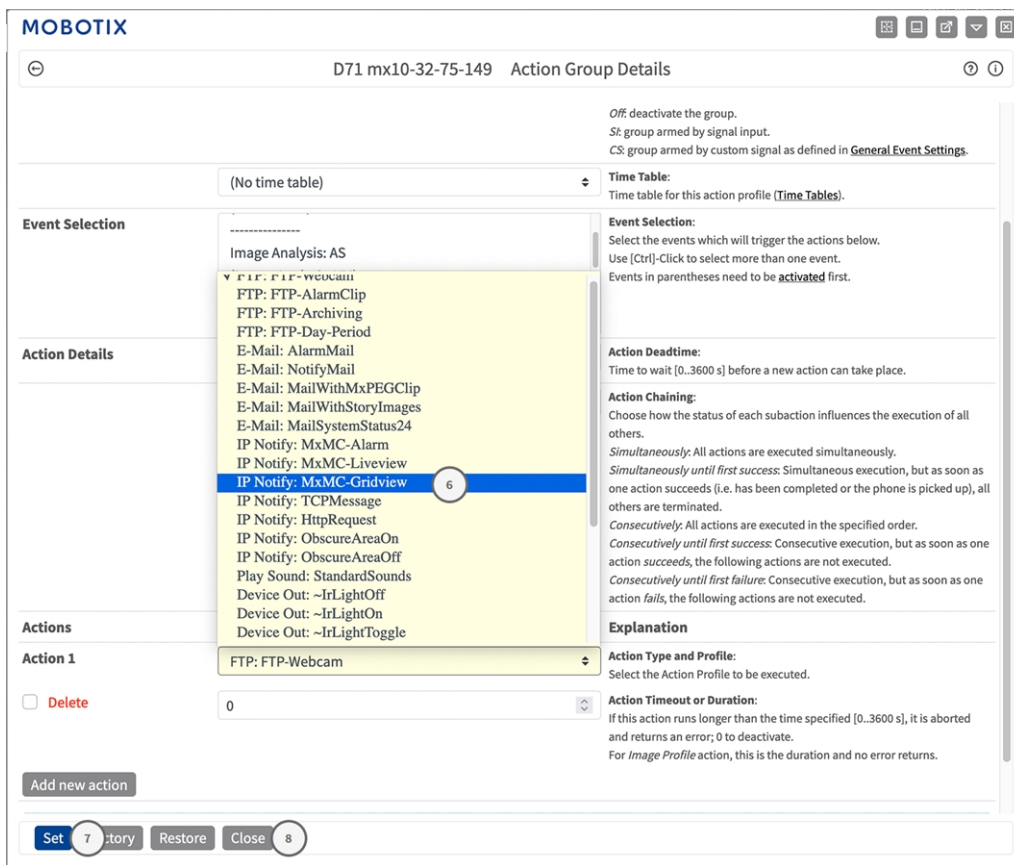 MOBOTIX
D71 mx10-32-75-149 Action Group Details
Off: deactivate the group.
SI: group armed by signal input.
CS: group armed by custom signal as defined in General Event Settings.
(No time table)
Time Table:
Time table for this action profile (Time Tables).
Event Selection
---------------
Image Analysis: AS
Event Selection:
Select the events which will trigger the actions below.
Use [Ctrl]-Click to select more than one event.
Events in parentheses need to be activated first.
FTP: FTP-Webcam
FTP: FTP-AlarmClip
FTP: FTP-Archiving
FTP: FTP-Day-Period
E-Mail: AlarmMail
E-Mail: NotifyMail
E-Mail: MailWithMxPEGClip
E-Mail: MailWithStoryImages
E-Mail: MailSystemStatus24
IP Notify: MxMC-Alarm
IP Notify: MxMC-Liveview
IP Notify: MxMC-Gridview
6
IP Notify: TCPMessage
IP Notify: HttpRequest
IP Notify: ObscureAreaOn
IP Notify: ObscureAreaOff
Play Sound: StandardSounds
Device Out: ~IrLightOff
Device Out: ~IrLightOn
Device Out: ~IrLightToggle
Action Details
Action Deadtime:
Time to wait [0..3600 s] before a new action can take place.
Action Chaining:
Choose how the status of each subaction influences the execution of all
others.
Simultaneously: All actions are executed simultaneously.
Simultaneously until first success: Simultaneous execution, but as soon as
one action succeeds (i.e. has been completed or the phone is picked up), all
others are terminated.
Consecutively: All actions are executed in the specified order.
Consecutively until first success: Consecutive execution, but as soon as one
action succeeds, the following actions are not executed.
Consecutively until first failure: Consecutive execution, but as soon as one
action fails, the following actions are not executed.
Actions
Explanation
Action 1
FTP: FTP-Webcam
Action Type and Profile:
Select the Action Profile to be executed.
Delete
0
Action Timeout or Duration:
If this action runs longer than the time specified [0..3600 s], it is aborted
and returns an error; 0 to deactivate.
For Image Profile action, this is the duration and no error returns.
Add new action
Set 7 tory Restore Close 8